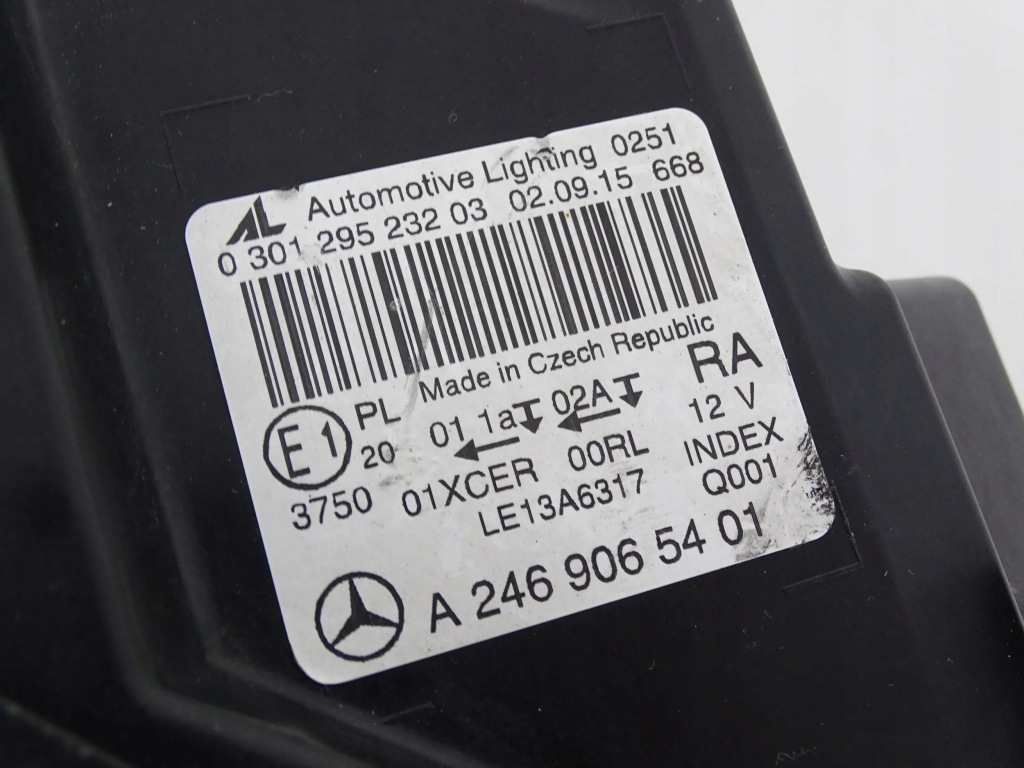 AL Automotive Lighting 0251
0 301 295 232 03 02.09.15 668
Made in Czech Republic
E1 PL 20 01 1a 02A RA
3750 01XCER 00RL 12 V
LE13A6317 INDEX
Q001
A 246 906 54 01